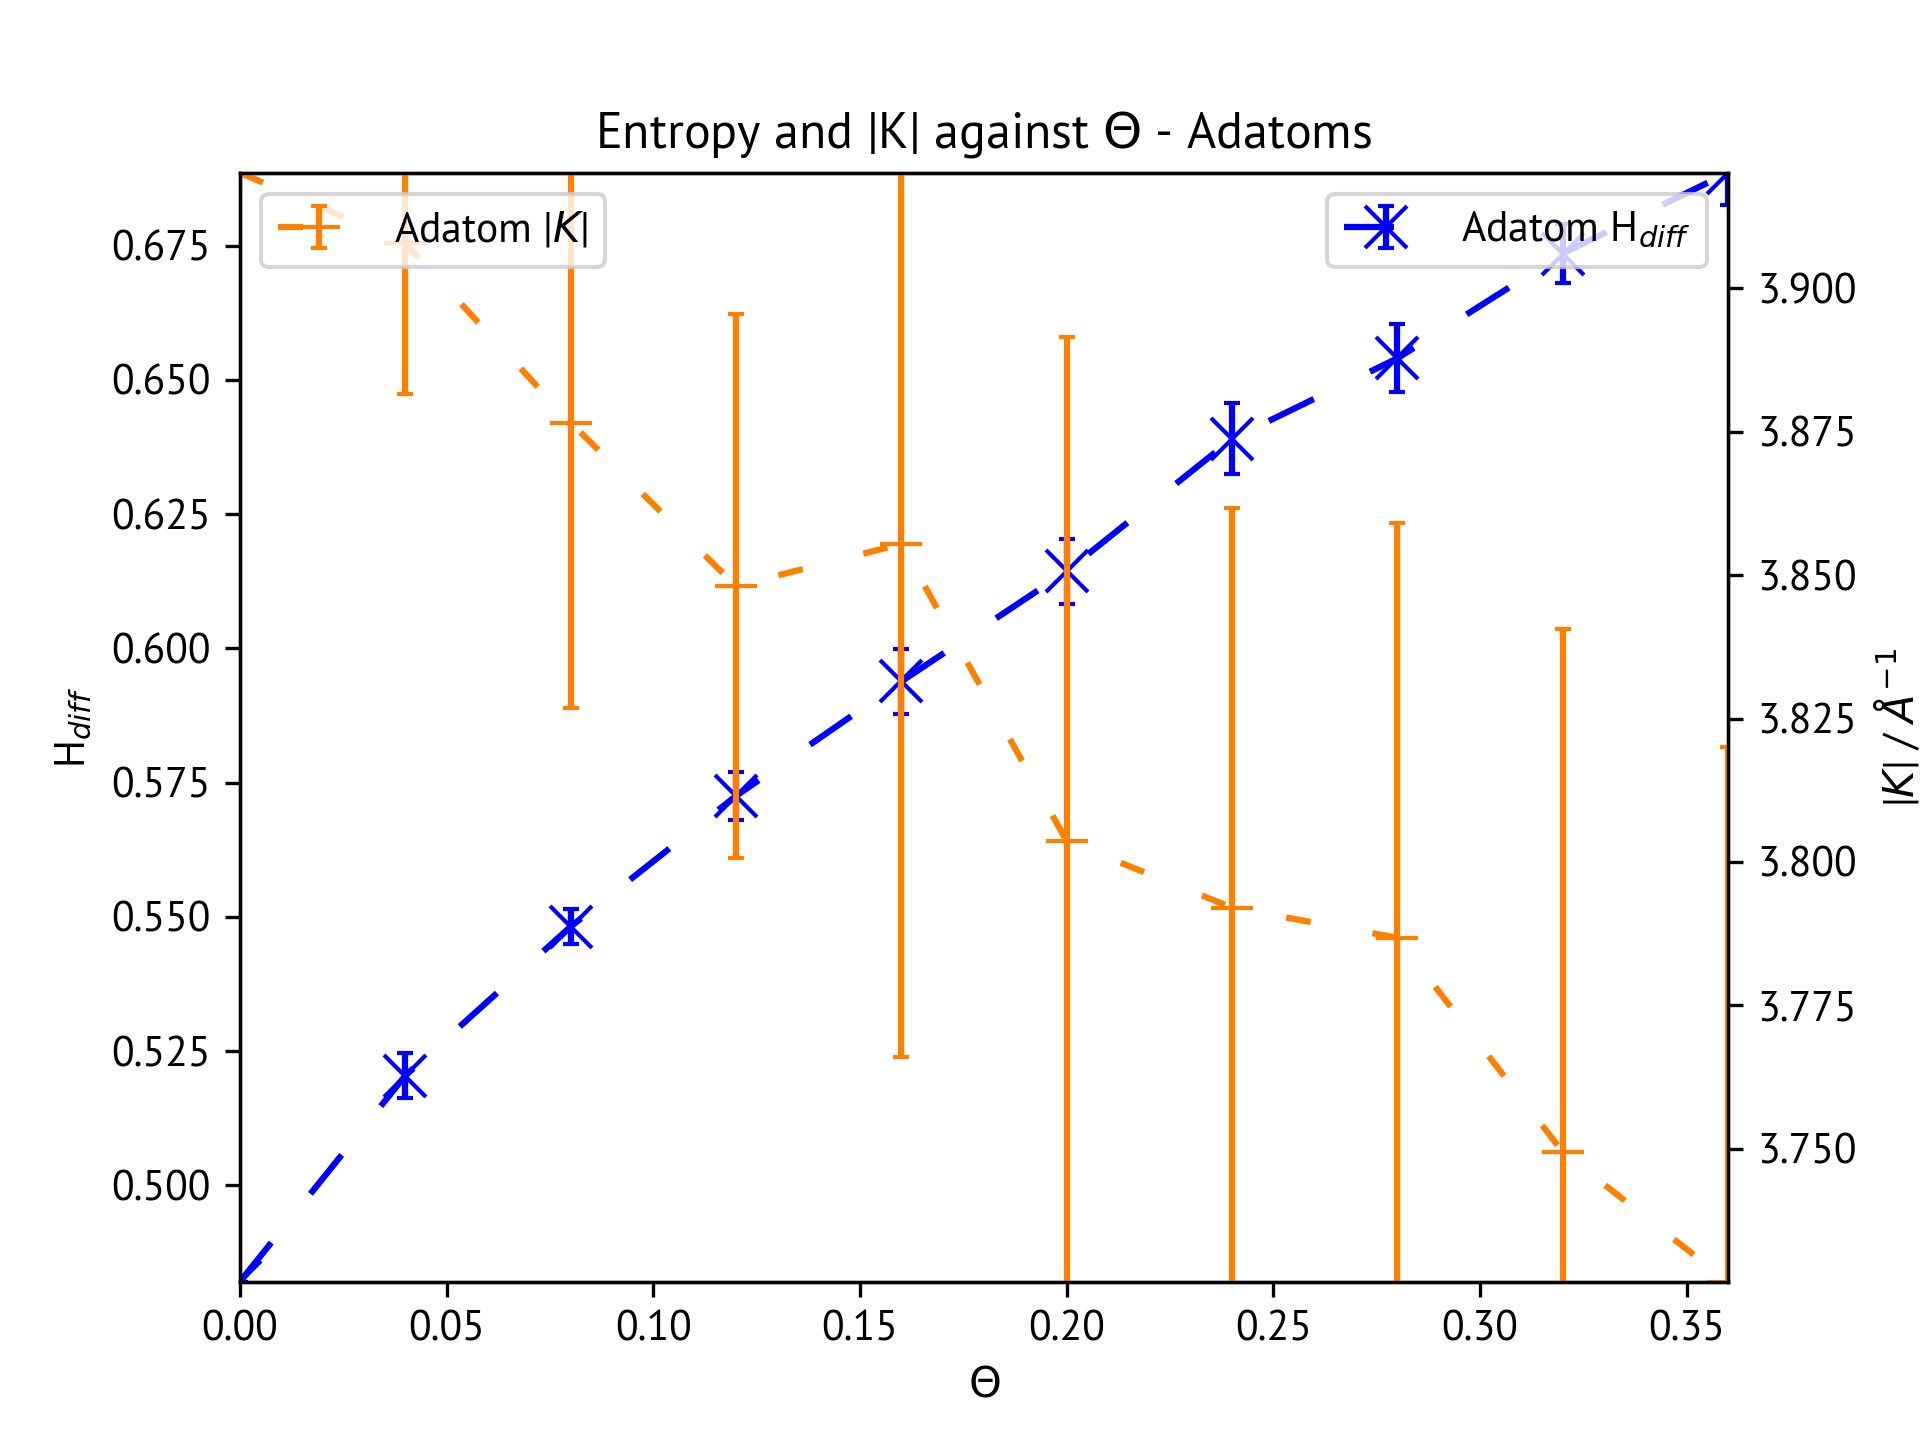 Entropy and |K| against Θ - Adatoms
Adatom |K|
Adatom H_diff
0.675
0.650
0.625
0.600
0.575
0.550
0.525
0.500
H_diff
3.900
3.875
3.850
3.825
3.800
3.775
3.750
|K| / Å⁻¹
0.00 0.05 0.10 0.15 0.20 0.25 0.30 0.35
Θ